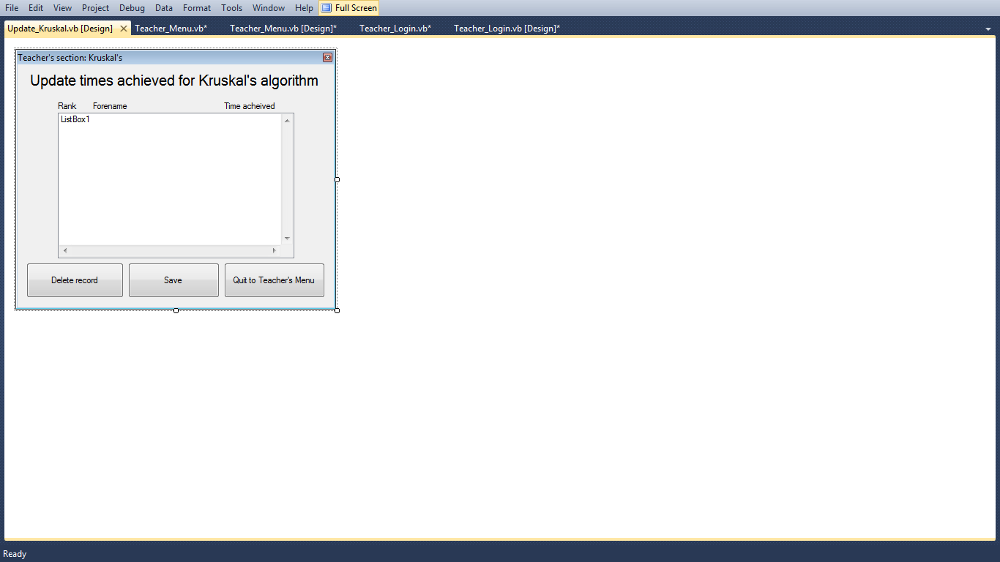 File Edit View Project Debug Data Format Tools Window Help Full Screen
Update_Kruskal.vb [Design] Teacher_Menu.vb* Teacher_Menu.vb [Design]* Teacher_Login.vb* Teacher_Login.vb [Design]*
Teacher's section: Kruskal's
Update times achieved for Kruskal's algorithm
Rank Forename Time acheived
ListBox1
Delete record Save Quit to Teacher's Menu
Ready